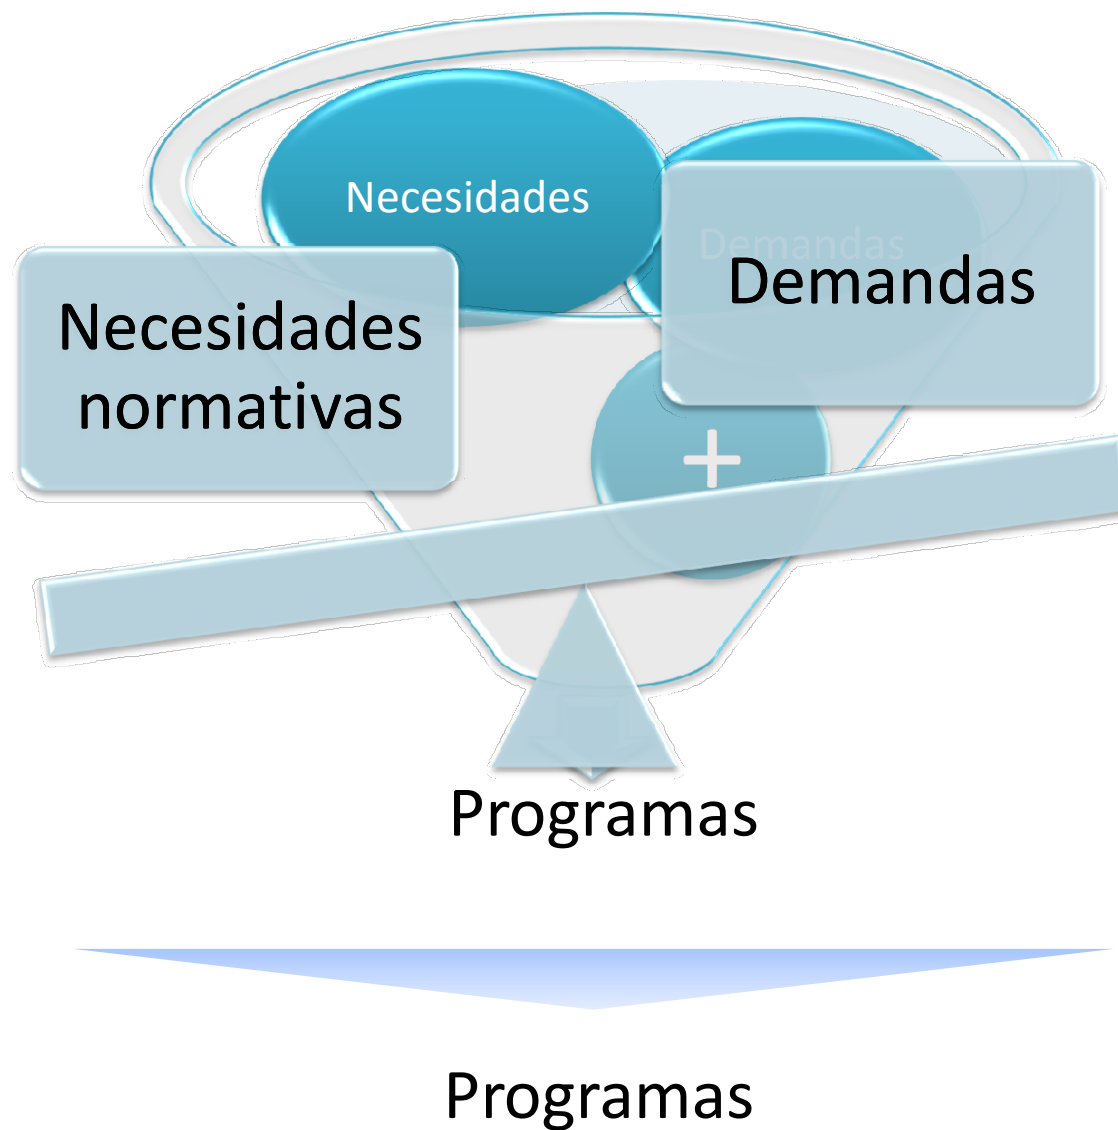 Necesidades
Demandas
Demandas
Necesidades
normativas
+
Programas
Programas